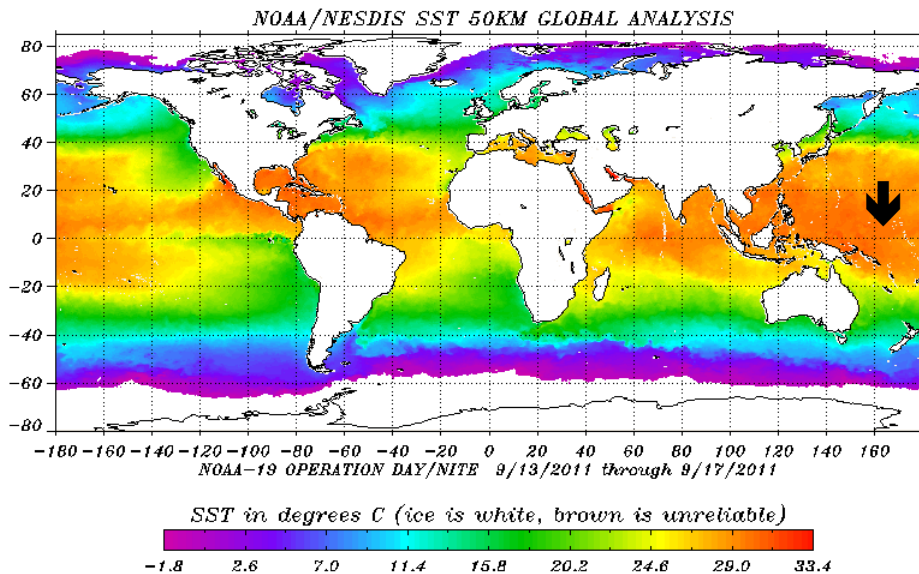 NOAA/NESDIS SST 50KM GLOBAL ANALYSIS
80
60
40
20
0
-20
-40
-60
-80
-180 -160 -140 -120 -100 -80 -60 -40 -20 0 20 40 60 80 100 120 140 160
NOAA-19 OPERATION DAY/NITE 9/13/2011 through 9/17/2011
SST in degrees C (ice is white, brown is unreliable)
-1.8 2.6 7.0 11.4 15.8 20.2 24.6 29.0 33.4